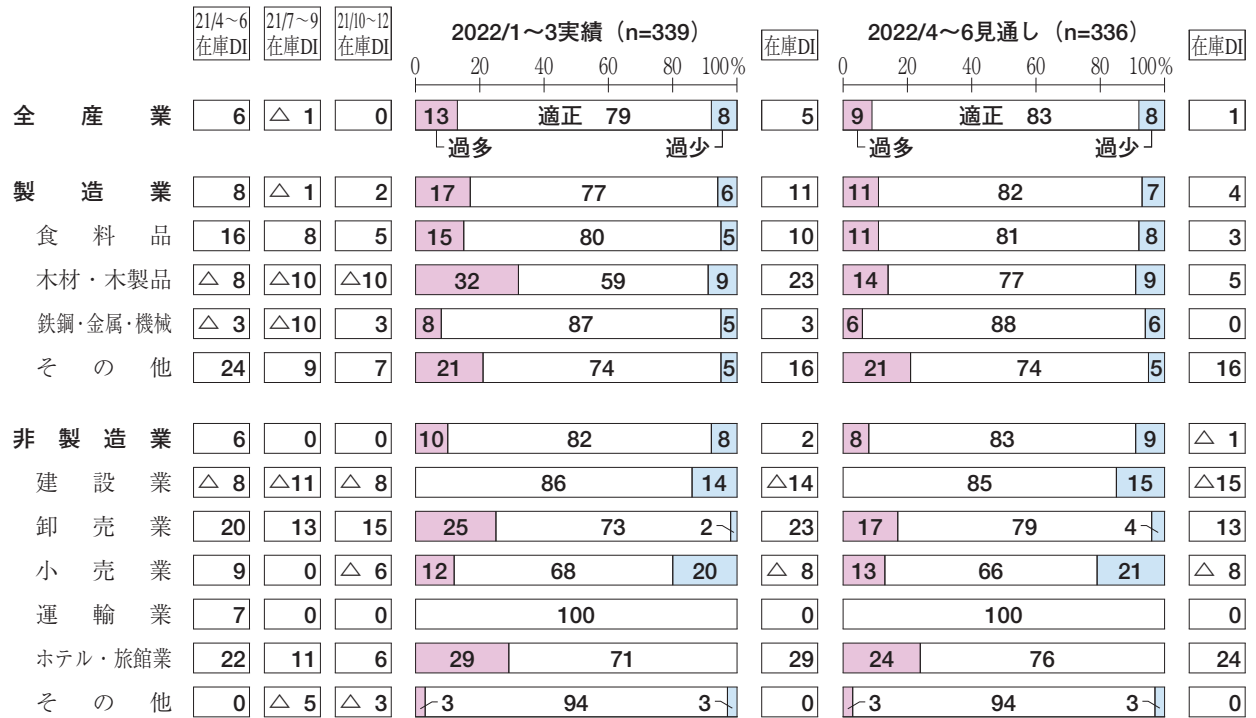 21/4～6 21/7～9 21/10～12 2022/1～3実績（n=339） 2022/4～6見通し（n=336）
在庫DI 在庫DI 在庫DI 在庫DI 在庫DI
0 20 40 60 80 100% 0 20 40 60 80 100%
全産業 6 △ 1 0 13 適正 79 8 5 9 適正 83 8 1
過多 過少 過多 過少
製造業 8 △ 1 2 17 77 6 11 11 82 7 4
食料品 16 8 5 15 80 5 10 11 81 8 3
木材・木製品 △ 8 △10 △10 32 59 9 23 14 77 9 5
鉄鋼・金属・機械 △ 3 △10 3 8 87 5 3 6 88 6 0
その他 24 9 7 21 74 5 16 21 74 5 16
非製造業 6 0 0 10 82 8 2 8 83 9 △ 1
建設業 △ 8 △11 △ 8 86 14 △14 85 15 △15
卸売業 20 13 15 25 73 2 23 17 79 4 13
小売業 9 0 △ 6 12 68 20 △ 8 13 66 21 △ 8
運輸業 7 0 0 100 0 100 0
ホテル・旅館業 22 11 6 29 71 29 24 76 24
その他 0 △ 5 △ 3 3 94 3 0 3 94 3 0